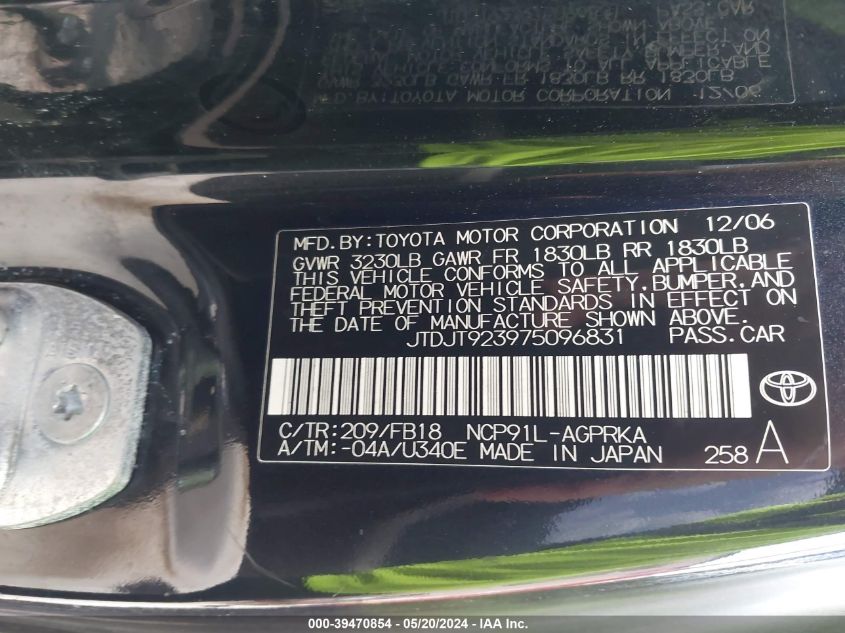 MFD.BY:TOYOTA MOTOR CORPORATION 12/06
GVWR 3230LB GAWR FR 1830LB RR 1830LB
THIS VEHICLE CONFORMS TO ALL APPLICABLE
FEDERAL MOTOR VEHICLE SAFETY.BUMPER.AND
THEFT PREVENTION STANDARDS IN EFFECT ON
THE DATE OF MANUFACTURE SHOWN ABOVE.
JTDJT923975096831 PASS.CAR
C/TR:209/FB18 NCP91L-AGPRKA
A/TM:-04A/U340E MADE IN JAPAN 258 A
000-39470854 - 05/20/2024 - IAA Inc.